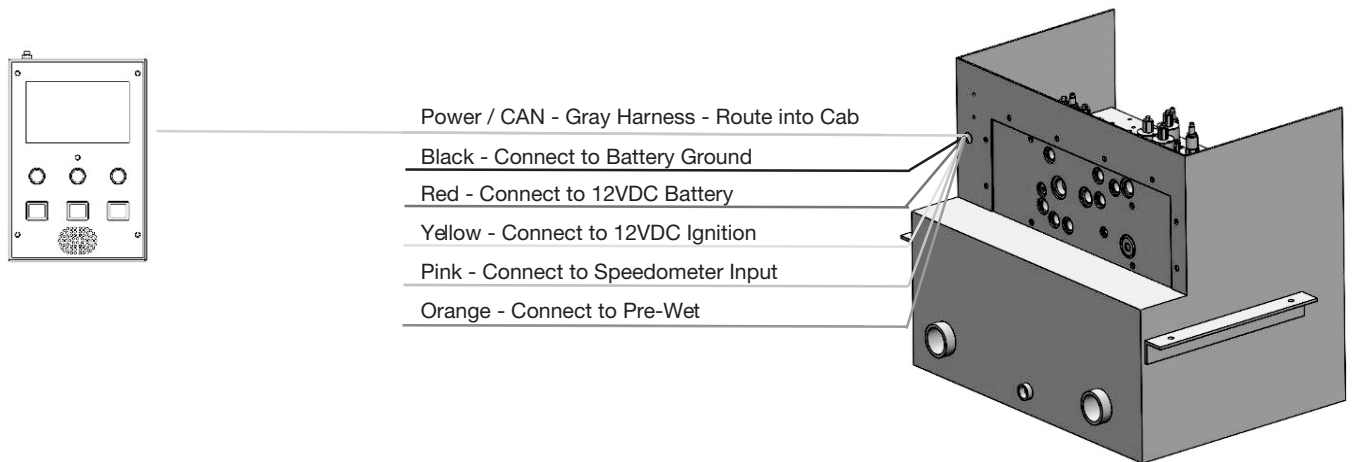 Power / CAN - Gray Harness - Route into Cab
Black - Connect to Battery Ground
Red - Connect to 12VDC Battery
Yellow - Connect to 12VDC Ignition
Pink - Connect to Speedometer Input
Orange - Connect to Pre-Wet